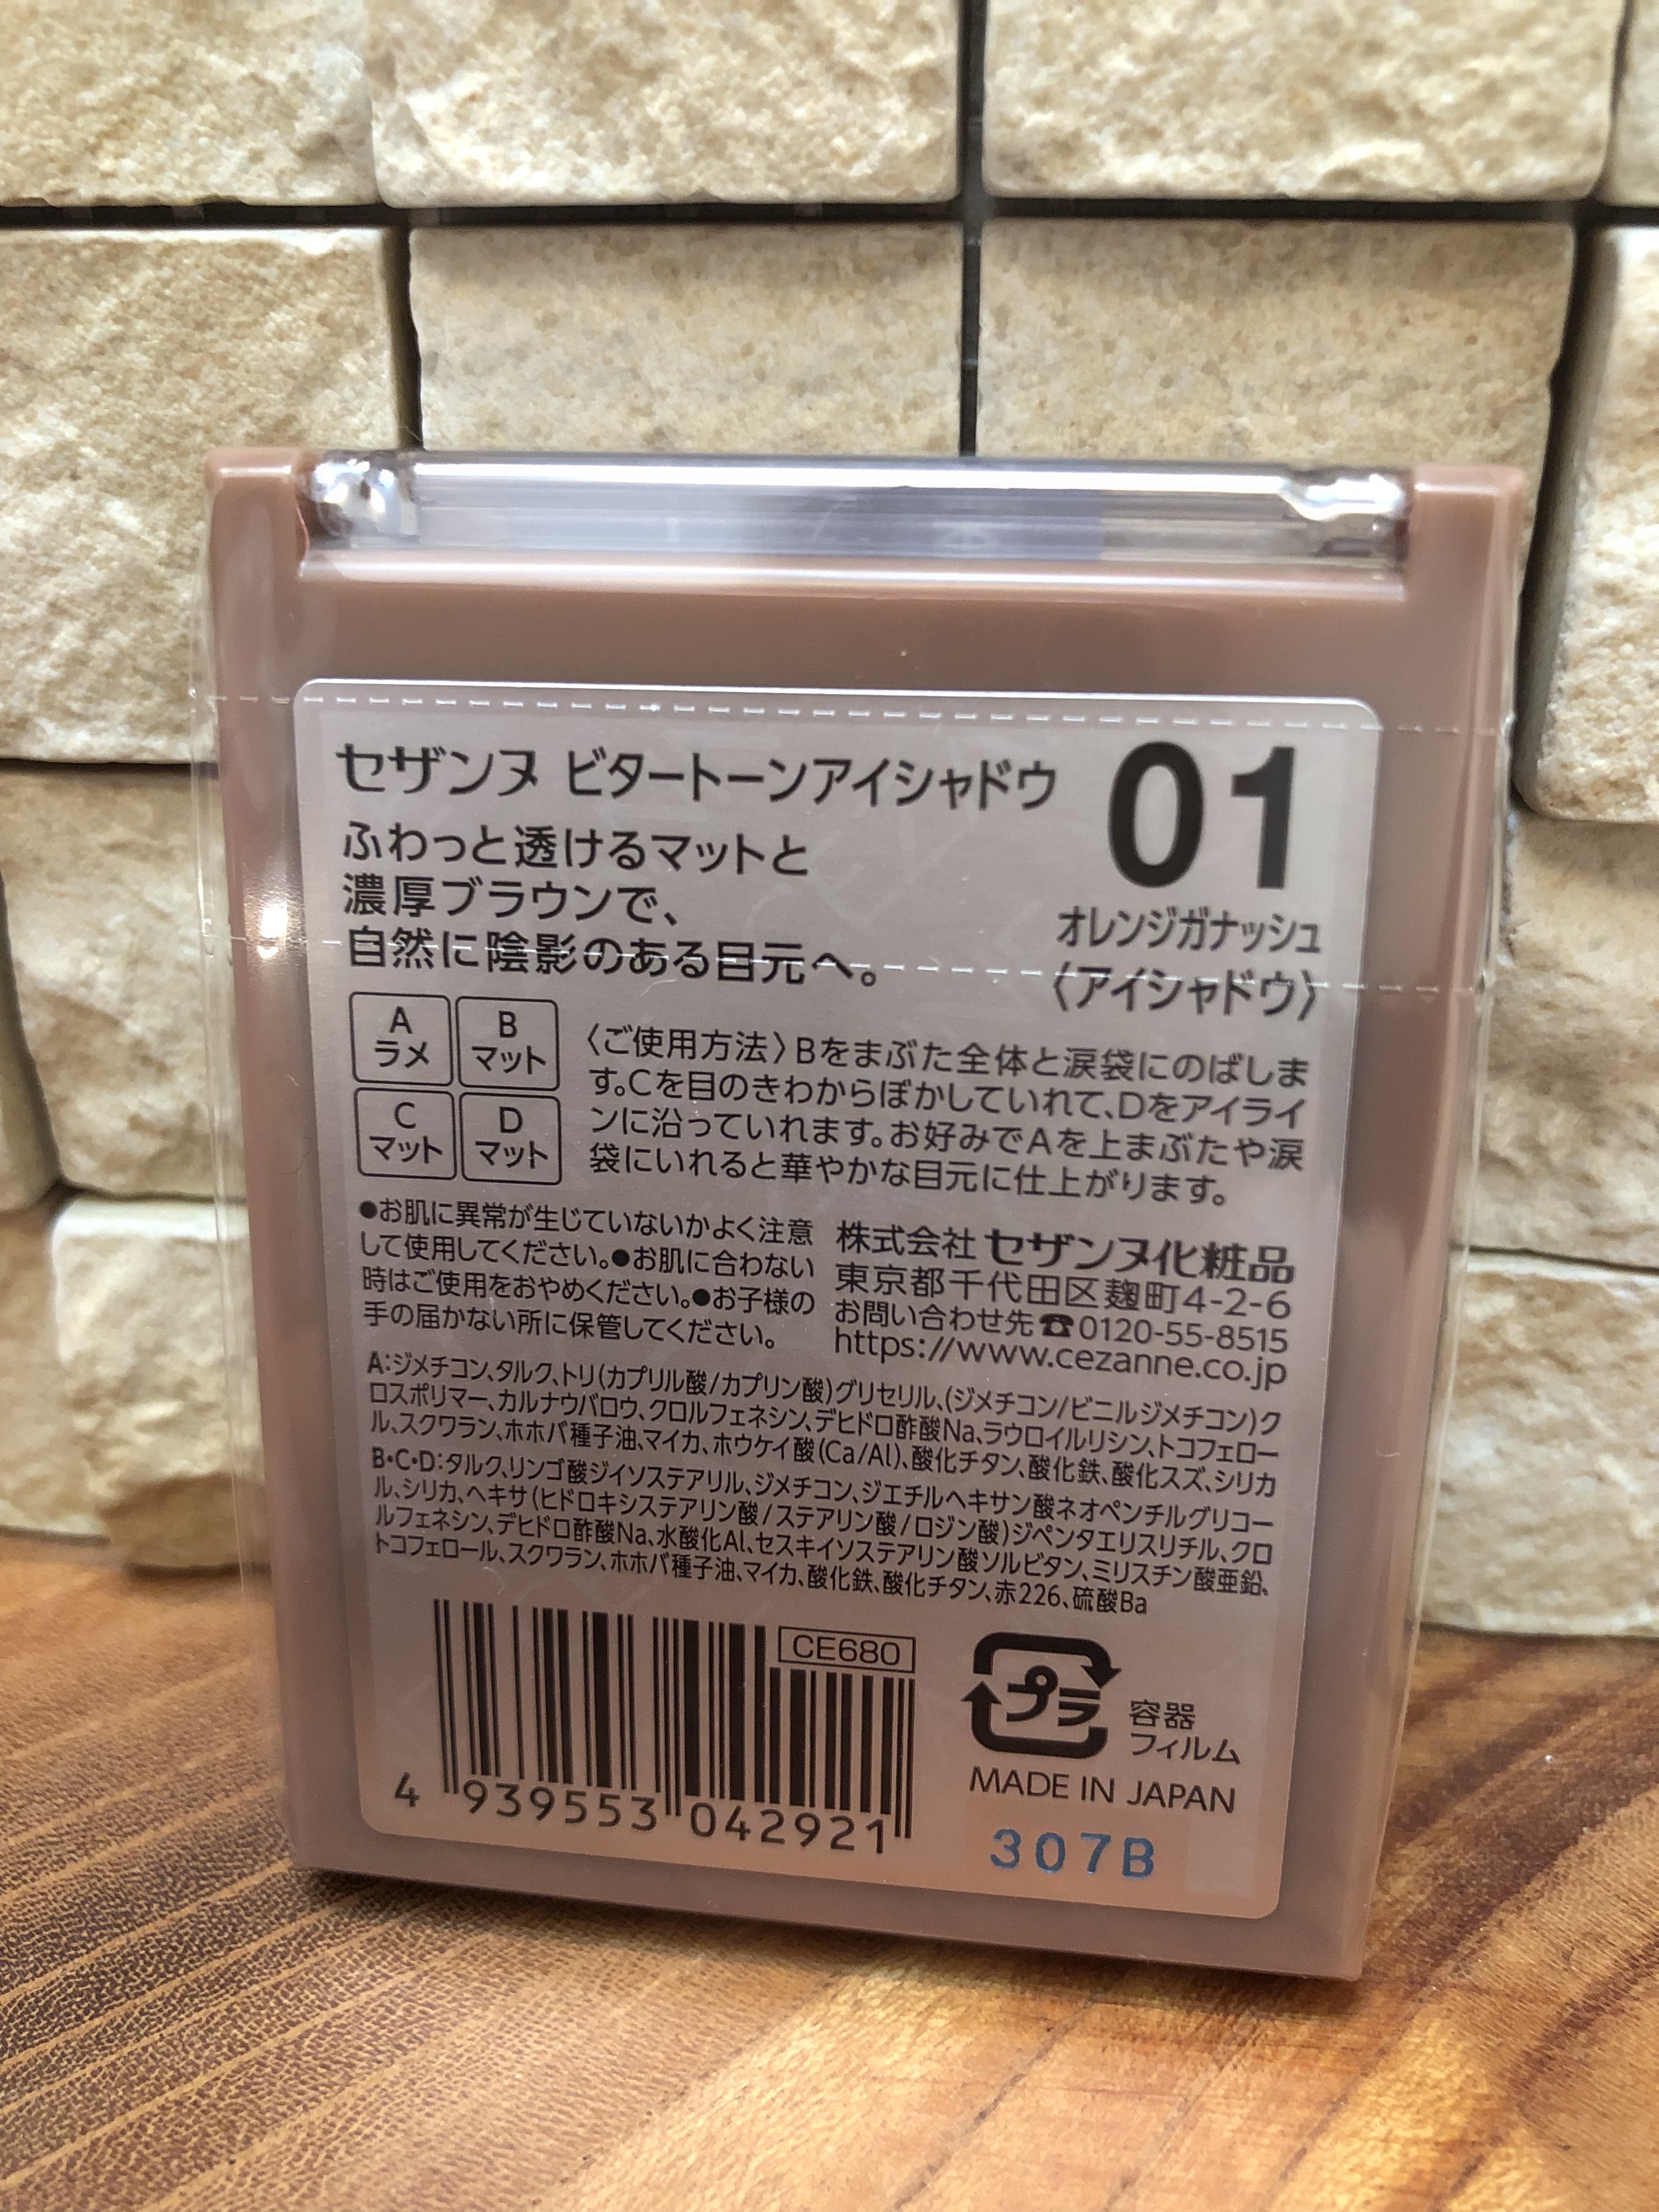 セザンヌ ビタートーンアイシャドウ
01
オレンジガナッシュ
〈アイシャドウ〉
ふわっと透けるマットと
濃厚ブラウンで、
自然に陰影のある目元へ。
A
ラメ
B
マット
C
マット
D
マット
〈ご使用方法〉Bをまぶた全体と涙袋にのばしま
す。Cを目のきわからぼかしていれて、Dをアイライ
ンに沿っていれます。お好みでAを上まぶたや涙
袋にいれると華やかな目元に仕上がります。
●お肌に異常が生じていないかよく注意
して使用してください。●お肌に合わない
時はご使用をおやめください。●お子様の
手の届かない所に保管してください。
株式会社 セザンヌ化粧品
東京都千代田区麹町4-2-6
お問い合わせ先☎0120-55-8515
https://www.cezanne.co.jp
A:ジメチコン、タルク、トリ(カプリル酸/カプリン酸)グリセリル、(ジメチコン/ビニルジメチコン)ク
ロスポリマー、カルナウバロウ、クロルフェネシン、デヒドロ酢酸Na、ラウロイルリシン、トコフェロー
ル、スクワラン、ホホバ種子油、マイカ、ホウケイ酸(Ca/Al)、酸化チタン、酸化鉄、酸化スズ、シリカ
B・C・D:タルク、リンゴ酸ジイソステアリル、ジメチコン、ジエチルヘキサン酸ネオペンチルグリコー
ル、シリカ、ヘキサ(ヒドロキシステアリン酸/ステアリン酸/ロジン酸)ジペンタエリスリチル、クロ
ルフェネシン、デヒドロ酢酸Na、水酸化Al、セスキイソステアリン酸ソルビタン、ミリスチン酸亜鉛、
トコフェロール、スクワラン、ホホバ種子油、マイカ、酸化鉄、酸化チタン、赤226、硫酸Ba
CE680
4 939553 042921
プラ
容器
フィルム
MADE IN JAPAN
307B